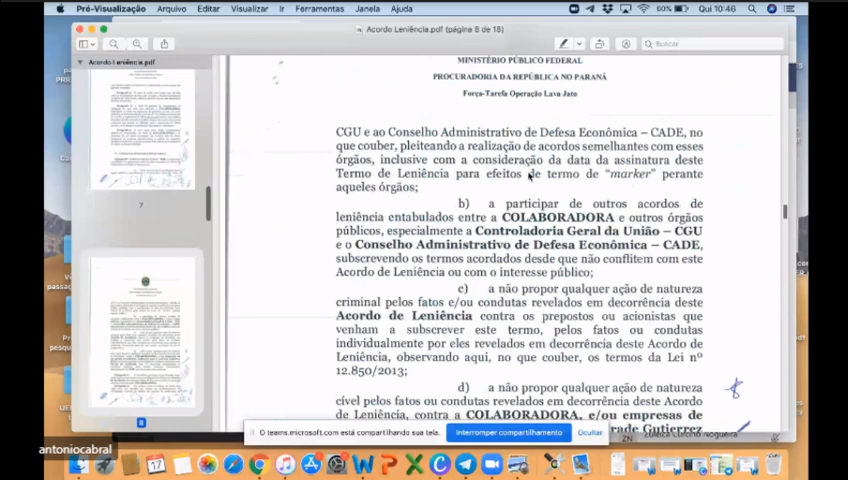 Pré-Visualização Arquivo Editar Visualizar Ir Ferramentas Janela Ajuda 60% Qui 10:46
Acordo Leniência.pdf (página 8 de 18)
Buscar
Acordo Leniência.pdf
7
8
MINISTÉRIO PÚBLICO FEDERAL
PROCURADORIA DA REPÚBLICA NO PARANÁ
Força-Tarefa Operação Lava Jato
CGU e ao Conselho Administrativo de Defesa Econômica – CADE, no
que couber, pleiteando a realização de acordos semelhantes com esses
órgãos, inclusive com a consideração da data da assinatura deste
Termo de Leniência para efeitos de termo de “marker” perante
aqueles órgãos;
b) a participar de outros acordos de
leniência entabulados entre a COLABORADORA e outros órgãos
públicos, especialmente a Controladoria Geral da União – CGU
e o Conselho Administrativo de Defesa Econômica – CADE,
subscrevendo os termos acordados desde que não conflitem com este
Acordo de Leniência ou com o interesse público;
c) a não propor qualquer ação de natureza
criminal pelos fatos e/ou condutas revelados em decorrência deste
Acordo de Leniência contra os prepostos ou acionistas que
venham a subscrever este termo, pelos fatos ou condutas
individualmente por eles revelados em decorrência deste Acordo de
Leniência, observando aqui, no que couber, os termos da Lei nº
12.850/2013;
d) a não propor qualquer ação de natureza
cível pelos fatos ou condutas revelados em decorrência deste Acordo
de Leniência, contra a COLABORADORA, e/ou empresas de
rade Gutierrez
O teams.microsoft.com está compartilhando sua tela. Interromper compartilhamento Ocultar
ZN Zuleica Curcino Nogueira
antoniocabral
17